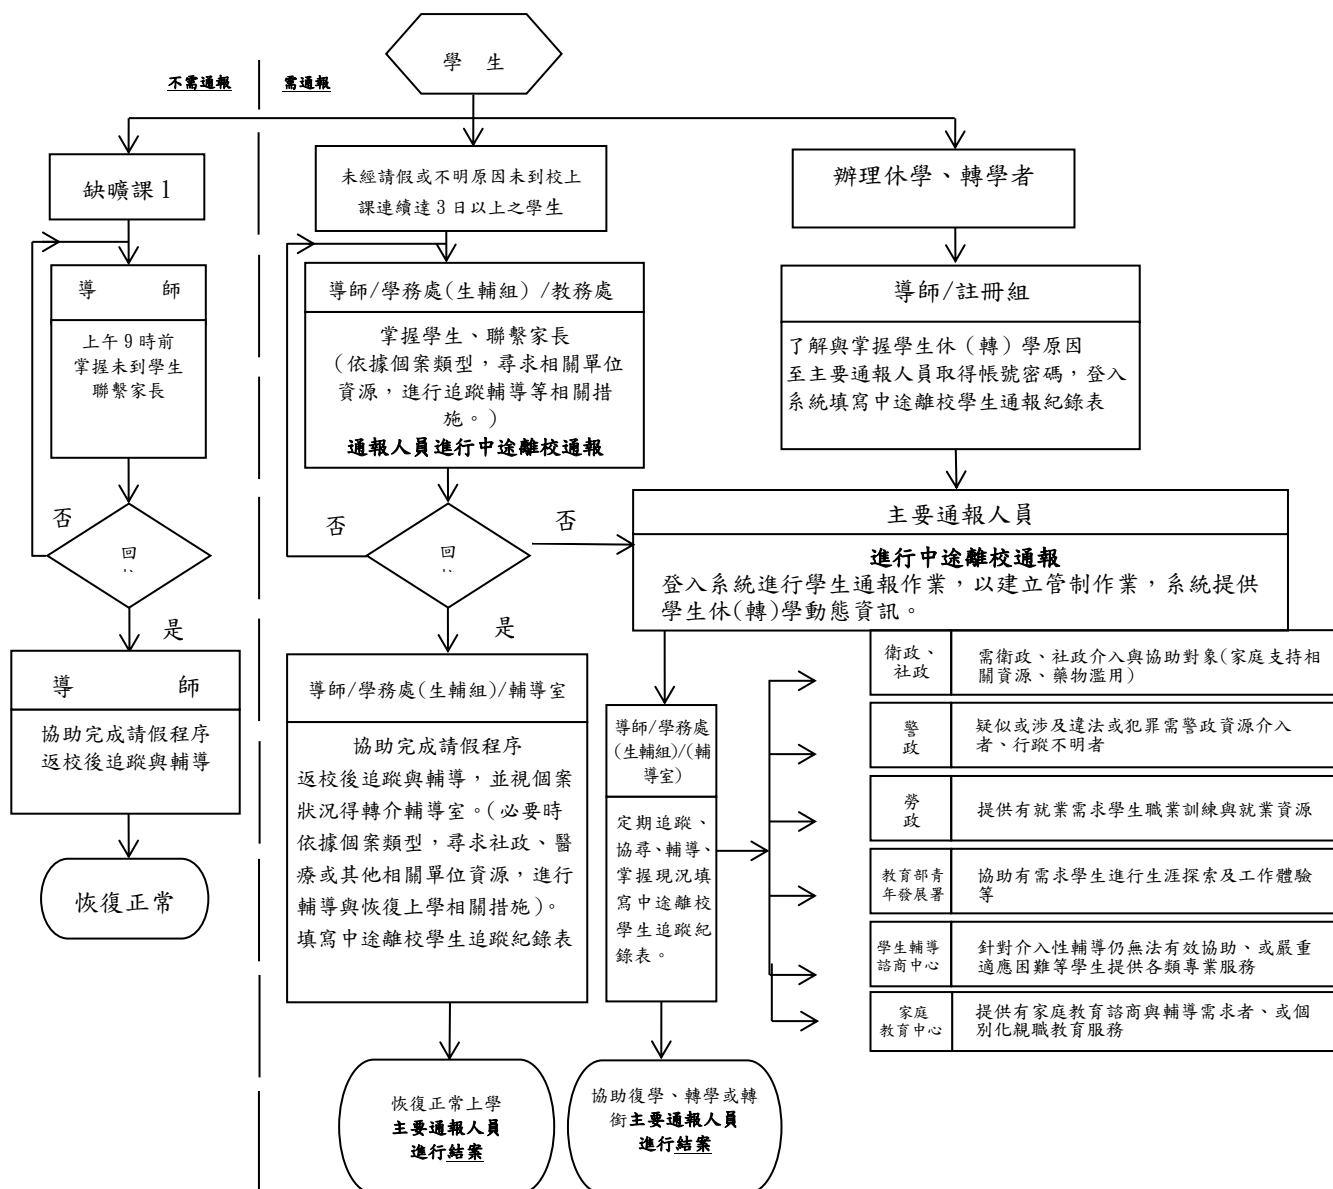 學 生
不需通報
需通報
缺曠課1
未經請假或不明原因未到校上
課連續達3日以上之學生
辦理休學、轉學者
導 師
上午9時前
掌握未到學生
聯繫家長
導師/學務處(生輔組)/教務處
掌握學生、聯繫家長
(依據個案類型，尋求相關單位
資源，進行追蹤輔導等相關措
施。)
通報人員進行中途離校通報
導師/註冊組
了解與掌握學生休（轉）學原因
至主要通報人員取得帳號密碼，登入
系統填寫中途離校學生通報紀錄表
否
回
是
否
回
否
是
主要通報人員
進行中途離校通報
登入系統進行學生通報作業，以建立管制作業，系統提供
學生休(轉)學動態資訊。
導 師
協助完成請假程序
返校後追蹤與輔導
恢復正常
導師/學務處(生輔組)/輔導室
協助完成請假程序
返校後追蹤與輔導，並視個案
狀況得轉介輔導室。(必要時
依據個案類型，尋求社政、醫
療或其他相關單位資源，進行
輔導與恢復上學相關措施)。
填寫中途離校學生追蹤紀錄表
恢復正常上學
主要通報人員
進行結案
導師/學務處
(生輔組)/(輔
導室)
定期追蹤、
協尋、輔導、
掌握現況填
寫中途離校
學生追蹤紀
錄表。
協助復學、轉學或轉
銜主要通報人員
進行結案
衛政、
社政
需衛政、社政介入與協助對象(家庭支持相
關資源、藥物濫用)
警
政
疑似或涉及違法或犯罪需警政資源介入
者、行蹤不明者
勞
政
提供有就業需求學生職業訓練與就業資源
教育部青
年發展署
協助有需求學生進行生涯探索及工作體驗
等
學生輔導
諮商中心
針對介入性輔導仍無法有效協助、或嚴重
適應困難等學生提供各類專業服務
家庭
教育中心
提供有家庭教育諮商與輔導需求者、或個
別化親職教育服務